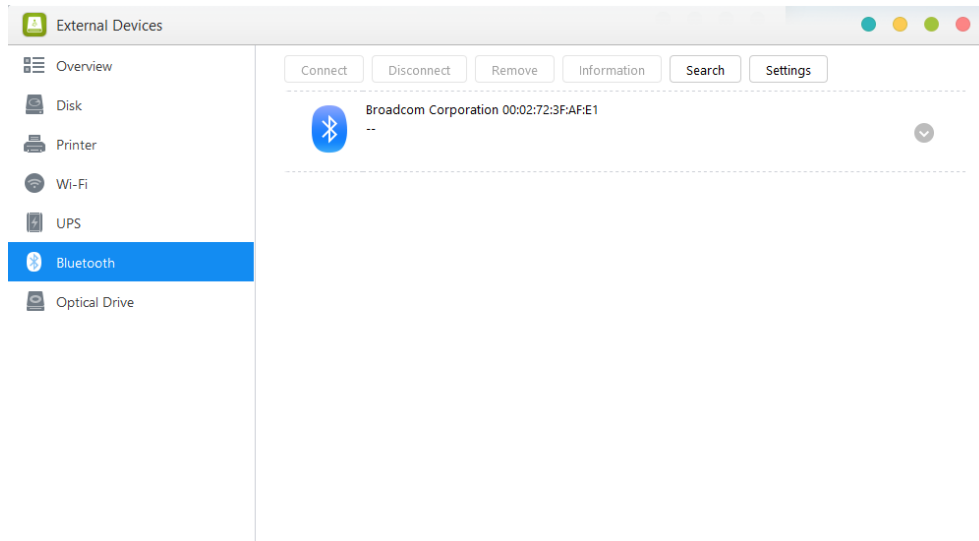 External Devices
Overview
Disk
Printer
Wi-Fi
UPS
Bluetooth
Optical Drive
Connect Disconnect Remove Information Search Settings
Broadcom Corporation 00:02:72:3F:AF:E1
--